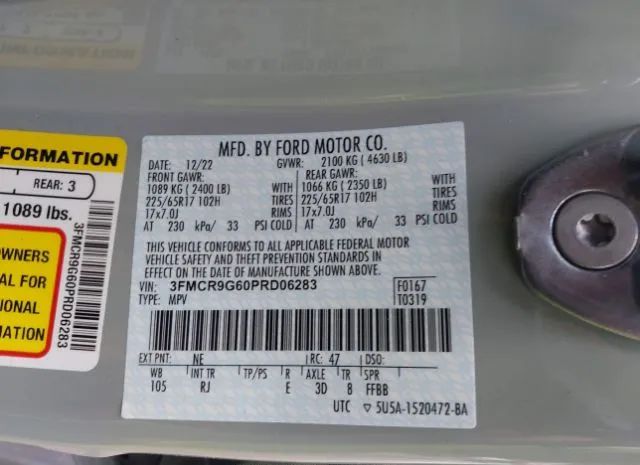 FORMATION
REAR: 3
1089 lbs.
OWNERS
AL FOR
IONAL
RMATION
3FMCR9G60PRD06283
MFD. BY FORD MOTOR CO.
DATE: 12/22 GVWR: 2100 KG ( 4630 LB)
FRONT GAWR: REAR GAWR:
1089 KG ( 2400 LB) WITH 1066 KG ( 2350 LB) WITH
225/65R17 102H TIRES 225/65R17 102H TIRES
17x7.0J RIMS 17x7.0J RIMS
AT 230 kPa/ 33 PSI COLD AT 230 kPa/ 33 PSI COLD
THIS VEHICLE CONFORMS TO ALL APPLICABLE FEDERAL MOTOR
VEHICLE SAFETY AND THEFT PREVENTION STANDARDS IN
EFFECT ON THE DATE OF MANUFACTURE SHOWN ABOVE.
VIN: 3FMCR9G60PRD06283 F0167
TYPE: MPV T0319
EXT PNT: NE RC: 47 DSO:
WB INT TR TP/PS R AXLE TR SPR
105 RJ E 3D 8 FFBB
UTC ▽ 5U5A-1520472-BA